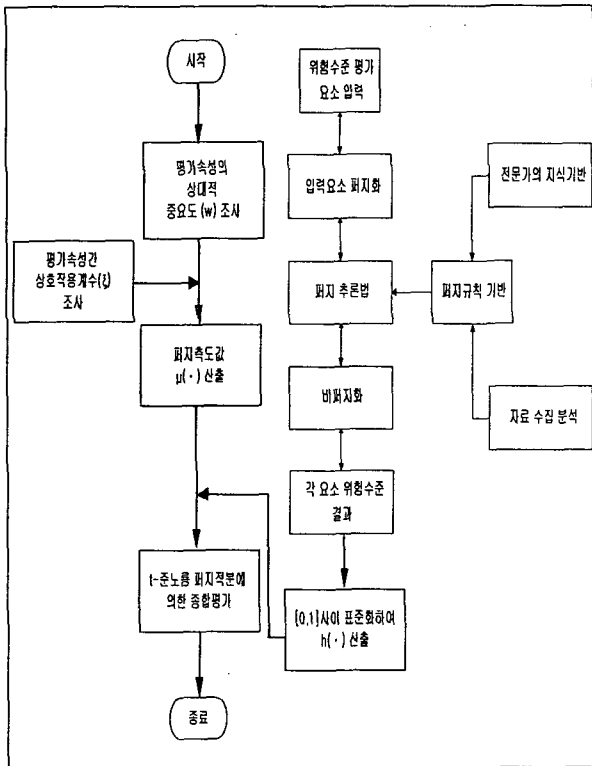 시작
평가속성의
상대적
중요도(w) 조사
평가속성간
상호작용계수(ξ)
조사
퍼지측도값
μ(·) 산출
t-준노름 퍼지적분에
의한 종합평가
종료
위험수준 평가
요소 입력
입력요소 퍼지화
퍼지 추론법
비퍼지화
각 요소 위험수준
결과
[0,1]사이 표준화하여
h(·) 산출
전문가의 지식기반
퍼지규칙 기반
자료 수집 분석